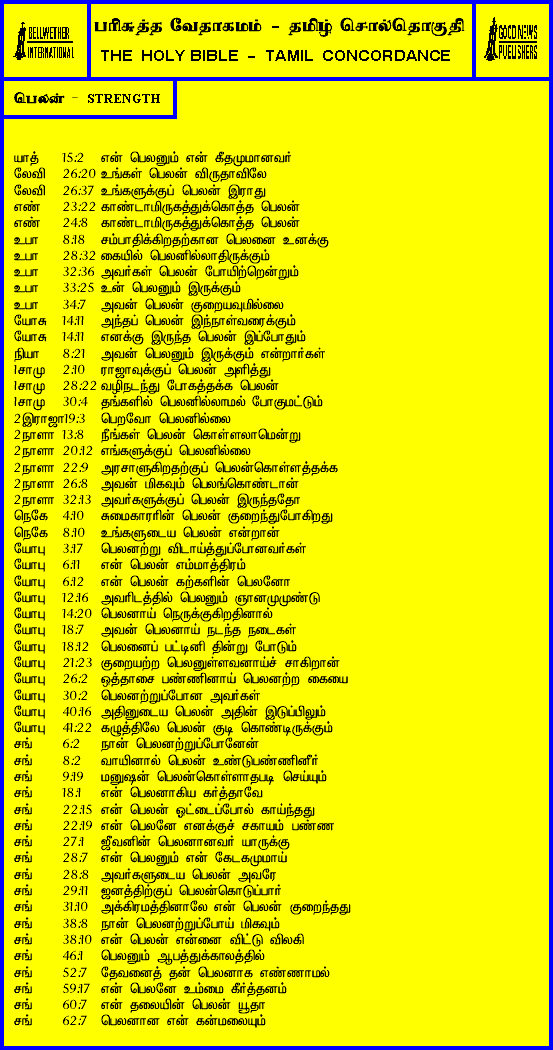 BELLWETHER
INTERNATIONAL
பரிசுத்த வேதாகமம் - தமிழ் சொல்தொகுதி
THE HOLY BIBLE - TAMIL CONCORDANCE
GOOD NEWS
PUBLISHERS
பெலன் - STRENGTH
யாத் 15:2 என் பெலனும் என் கீதமுமானவர்
லேவி 26:20 உங்கள் பெலன் விருதாவிலே
லேவி 26:37 உங்களுக்குப் பெலன் இராது
எண் 23:22 காண்டாமிருகத்துக்கொத்த பெலன்
எண் 24:8 காண்டாமிருகத்துக்கொத்த பெலன்
உபா 8:18 சம்பாதிக்கிறதற்கான பெலனை உனக்கு
உபா 28:32 கையில் பெலனில்லாதிருக்கும்
உபா 32:36 அவர்கள் பெலன் போயிற்றென்றும்
உபா 33:25 உன் பெலனும் இருக்கும்
உபா 34:7 அவன் பெலன் குறையவுமில்லை
யோசு 14:11 அந்தப் பெலன் இந்நாள்வரைக்கும்
யோசு 14:11 எனக்கு இருந்த பெலன் இப்போதும்
நியா 8:21 அவன் பெலனும் இருக்கும் என்றார்கள்
1சாமு 2:10 ராஜாவுக்குப் பெலன் அளித்து
1சாமு 28:22 வழிநடந்து போகத்தக்க பெலன்
1சாமு 30:4 தங்களில் பெலனில்லாமல் போகுமட்டும்
2இராஜா19:3 பெறவோ பெலனில்லை
2நாளா 13:8 நீங்கள் பெலன் கொள்ளலாமென்று
2நாளா 20:12 எங்களுக்குப் பெலனில்லை
2நாளா 22:9 அரசாளுகிறதற்குப் பெலன்கொள்ளத்தக்க
2நாளா 26:8 அவன் மிகவும் பெலங்கொண்டான்
2நாளா 32:13 அவர்களுக்குப் பெலன் இருந்ததோ
நெகே 4:10 சுமைகாரரின் பெலன் குறைந்துபோகிறது
நெகே 8:10 உங்களுடைய பெலன் என்றான்
யோபு 3:17 பெலனற்று விடாய்த்துப்போனவர்கள்
யோபு 6:11 என் பெலன் எம்மாத்திரம்
யோபு 6:12 என் பெலன் கற்களின் பெலனோ
யோபு 12:16 அவரிடத்தில் பெலனும் ஞானமுமுண்டு
யோபு 14:20 பெலனாய் நெருக்குகிறதினால்
யோபு 18:7 அவன் பெலனாய் நடந்த நடைகள்
யோபு 18:12 பெலனைப் பட்டினி தின்று போடும்
யோபு 21:23 குறையற்ற பெலனுள்ளவனாய்ச் சாகிறான்
யோபு 26:2 ஒத்தாசை பண்ணினாய் பெலனற்ற கையை
யோபு 30:2 பெலனற்றுப்போன அவர்கள்
யோபு 40:16 அதினுடைய பெலன் அதின் இடுப்பிலும்
யோபு 41:22 கழுத்திலே பெலன் குடி கொண்டிருக்கும்
சங் 6:2 நான் பெலனற்றுப்போனேன்
சங் 8:2 வாயினால் பெலன் உண்டுபண்ணினீர்
சங் 9:19 மனுஷன் பெலன்கொள்ளாதபடி செய்யும்
சங் 18:1 என் பெலனாகிய கர்த்தாவே
சங் 22:15 என் பெலன் ஓட்டைப்போல் காய்ந்தது
சங் 22:19 என் பெலனே எனக்குச் சகாயம் பண்ண
சங் 27:1 ஜீவனின் பெலனானவர் யாருக்கு
சங் 28:7 என் பெலனும் என் கேடகமுமாய்
சங் 28:8 அவர்களுடைய பெலன் அவரே
சங் 29:11 ஜனத்திற்குப் பெலன்கொடுப்பார்
சங் 31:10 அக்கிரமத்தினாலே என் பெலன் குறைந்தது
சங் 38:8 நான் பெலனற்றுப்போய் மிகவும்
சங் 38:10 என் பெலன் என்னை விட்டு விலகி
சங் 46:1 பெலனும் ஆபத்துக்காலத்தில்
சங் 52:7 தேவனைத் தன் பெலனாக எண்ணாமல்
சங் 59:17 என் பெலனே உம்மை கீர்த்தனம்
சங் 60:7 என் தலையின் பெலன் யூதா
சங் 62:7 பெலனான என் கன்மலையும்